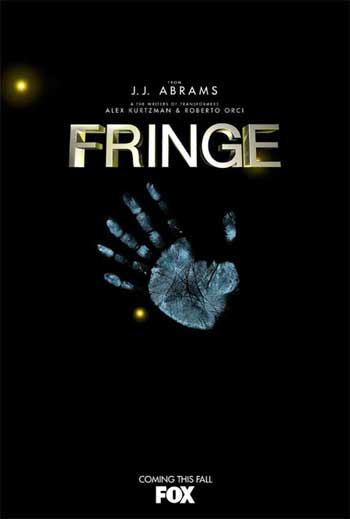 FROM
J.J. ABRAMS
& THE WRITERS OF TRANSFORMERS
ALEX KURTZMAN & ROBERTO ORCI
FRINGE
COMING THIS FALL
FOX